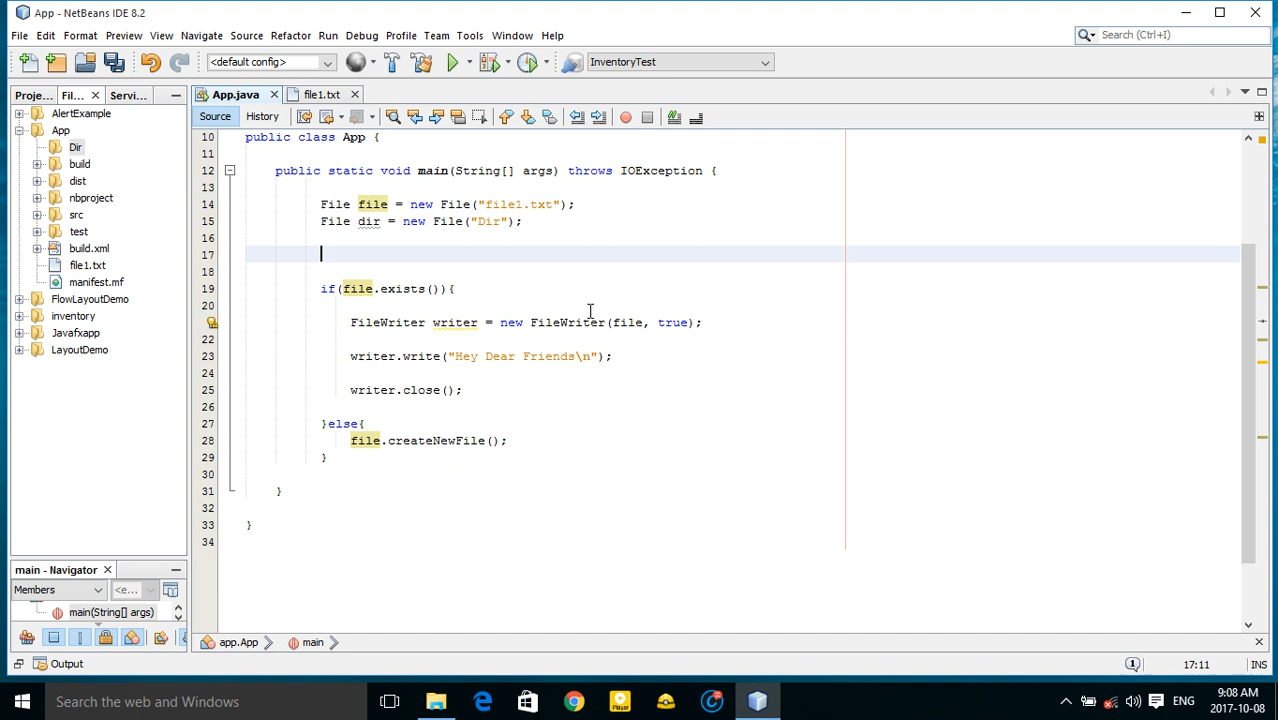 App - NetBeans IDE 8.2
File Edit Format Preview View Navigate Source Refactor Run Debug Profile Team Tools Window Help
Search (Ctrl+I)
<default config>
InventoryTest
Proje... Fil... Servi...
App.java file1.txt
Source History
AlertExample
App
Dir
build
dist
nbproject
src
test
build.xml
file1.txt
manifest.mf
FlowLayoutDemo
inventory
Javafxapp
LayoutDemo
10 public class App {
11
12 public static void main(String[] args) throws IOException {
13
14 File file = new File("file1.txt");
15 File dir = new File("Dir");
16
17
18
19 if(file.exists()){
20
FileWriter writer = new FileWriter(file, true);
22
23 writer.write("Hey Dear Friends\n");
24
25 writer.close();
26
27 }else{
28 file.createNewFile();
29 }
30
31 }
32
33 }
34
main - Navigator
Members <e...
main(String[] args)
app.App main
Output
1 17:11 INS
Search the web and Windows
Player
ENG
9:08 AM
2017-10-08